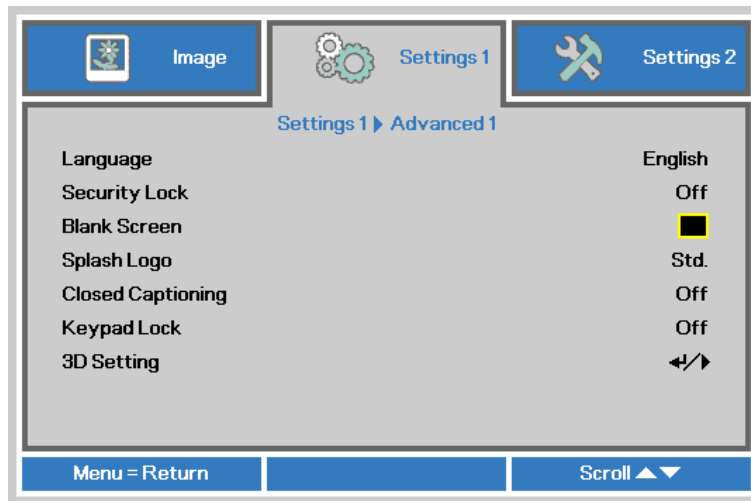 Image Settings 1 Settings 2
Settings 1 Advanced 1
Language English
Security Lock Off
Blank Screen
Splash Logo Std.
Closed Captioning Off
Keypad Lock Off
3D Setting
Menu = Return Scroll